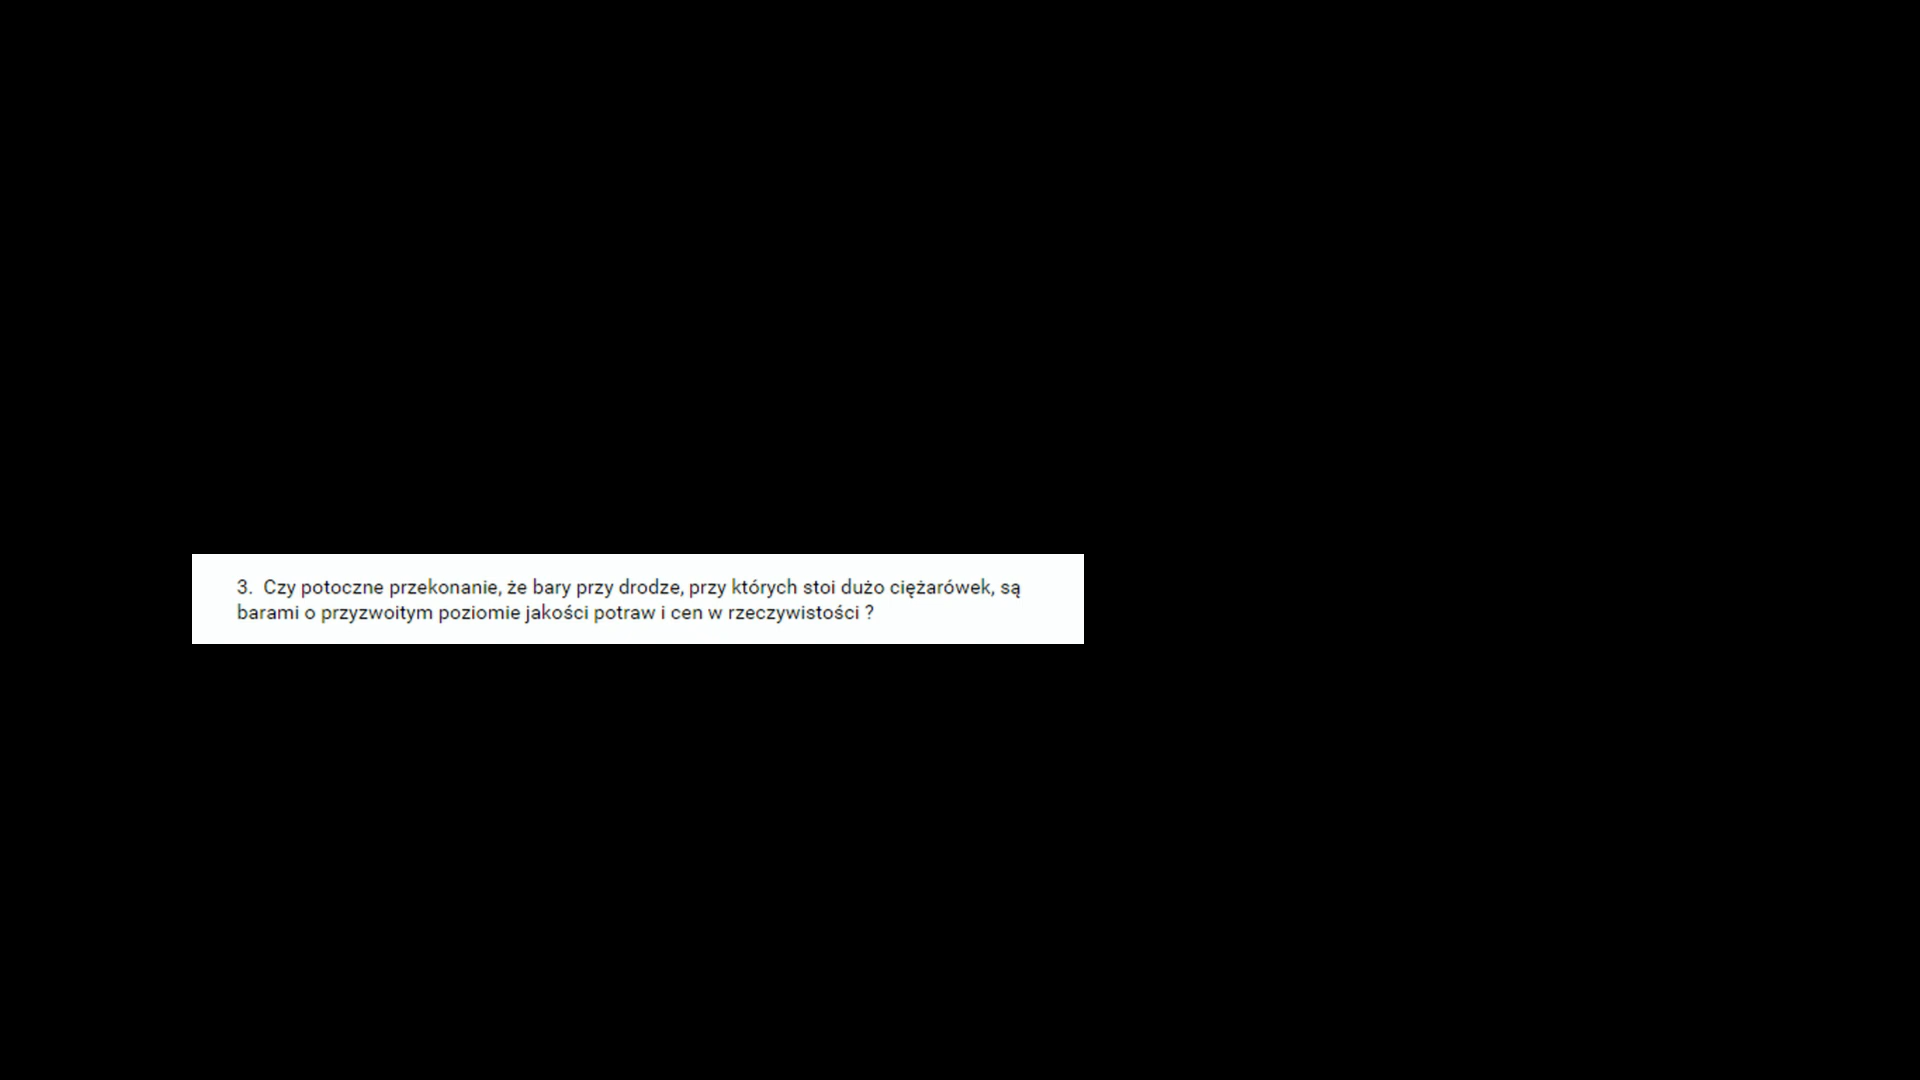 3. Czy potoczne przekonanie, że bary przy drodze, przy których stoi dużo ciężarówek, są
barami o przyzwoitym poziomie jakości potraw i cen w rzeczywistości ?